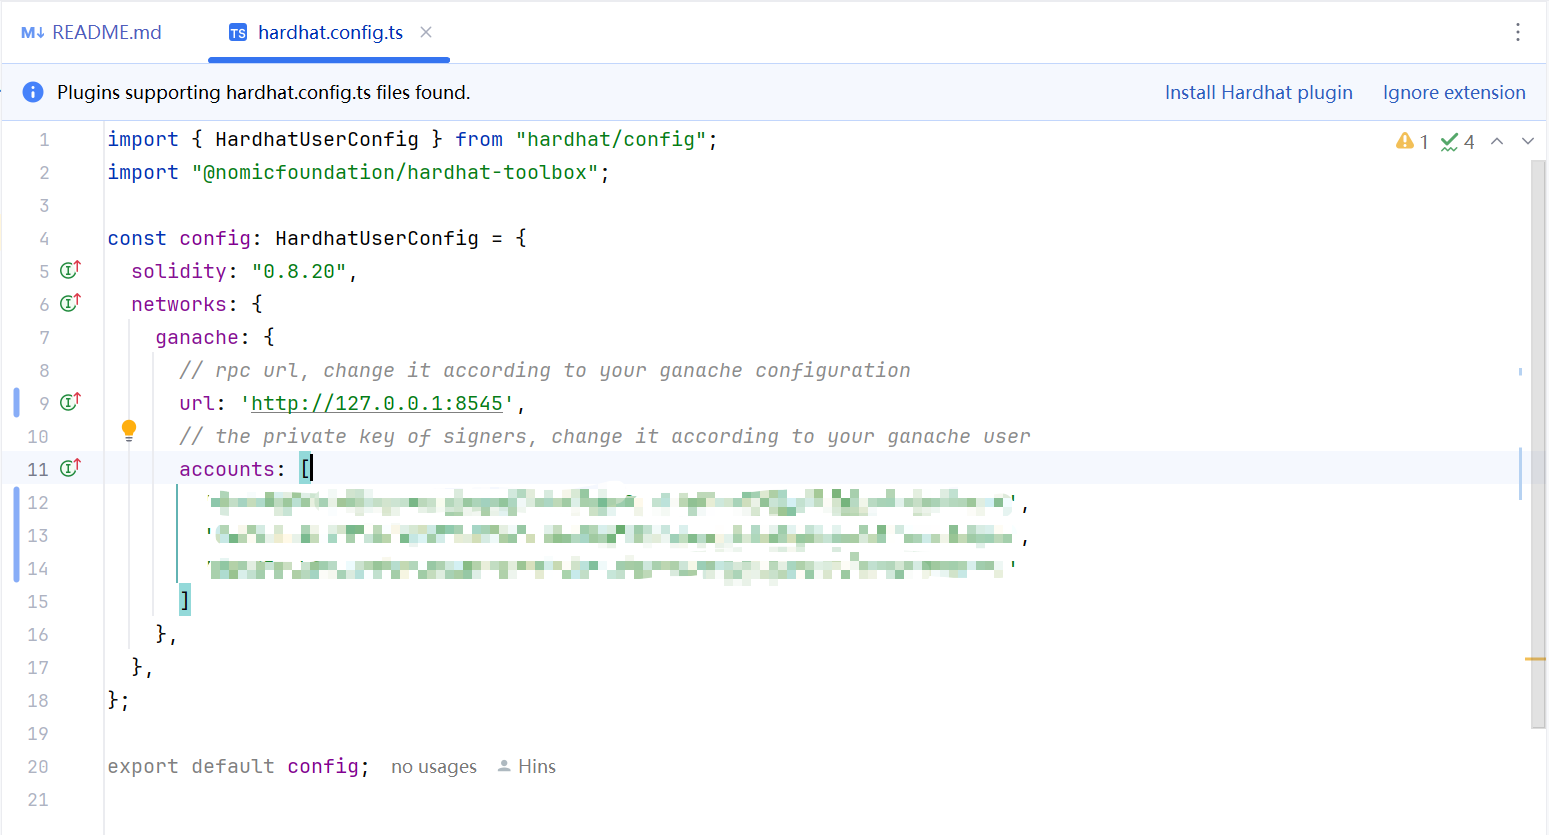 M↓ README.md TS hardhat.config.ts
Plugins supporting hardhat.config.ts files found. Install Hardhat plugin Ignore extension
1 import { HardhatUserConfig } from "hardhat/config"; 1 4
2 import "@nomicfoundation/hardhat-toolbox";
3
4 const config: HardhatUserConfig = {
5 solidity: "0.8.20",
6 networks: {
7 ganache: {
8 // rpc url, change it according to your ganache configuration
9 url: 'http://127.0.0.1:8545',
10 // the private key of signers, change it according to your ganache user
11 accounts: [
12 ',
13 ' ,
14 '
15 ]
16 },
17 },
18 };
19
20 export default config; no usages Hins
21